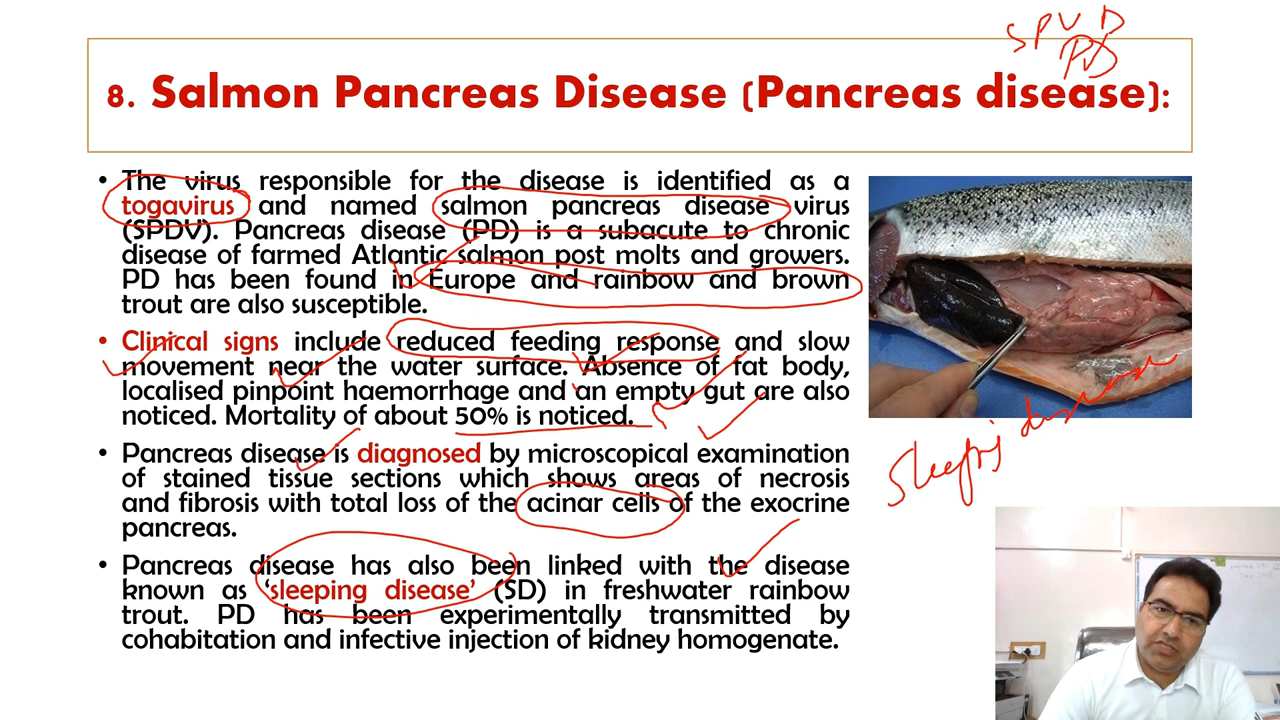 SPVD
PD
8. Salmon Pancreas Disease (Pancreas disease):
• The virus responsible for the disease is identified as a
togavirus and named salmon pancreas disease virus
(SPDV). Pancreas disease (PD) is a subacute to chronic
disease of farmed Atlantic salmon post molts and growers.
PD has been found in Europe and rainbow and brown
trout are also susceptible.
• Clinical signs include reduced feeding response and slow
movement near the water surface. Absence of fat body,
localised pinpoint haemorrhage and an empty gut are also
noticed. Mortality of about 50% is noticed.
• Pancreas disease is diagnosed by microscopical examination
of stained tissue sections which shows areas of necrosis
and fibrosis with total loss of the acinar cells of the exocrine
pancreas.
• Pancreas disease has also been linked with the disease
known as ‘sleeping disease’ (SD) in freshwater rainbow
trout. PD has been experimentally transmitted by
cohabitation and infective injection of kidney homogenate.
Sleeping disease